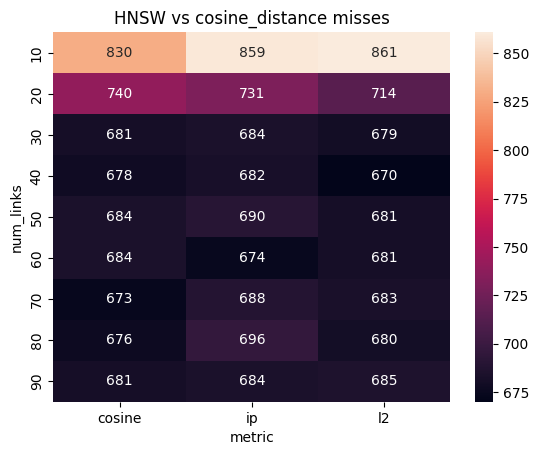 HNSW vs cosine_distance misses
num_links
10 830 859 861
20 740 731 714
30 681 684 679
40 678 682 670
50 684 690 681
60 684 674 681
70 673 688 683
80 676 696 680
90 681 684 685
cosine ip l2
metric
850
825
800
775
750
725
700
675